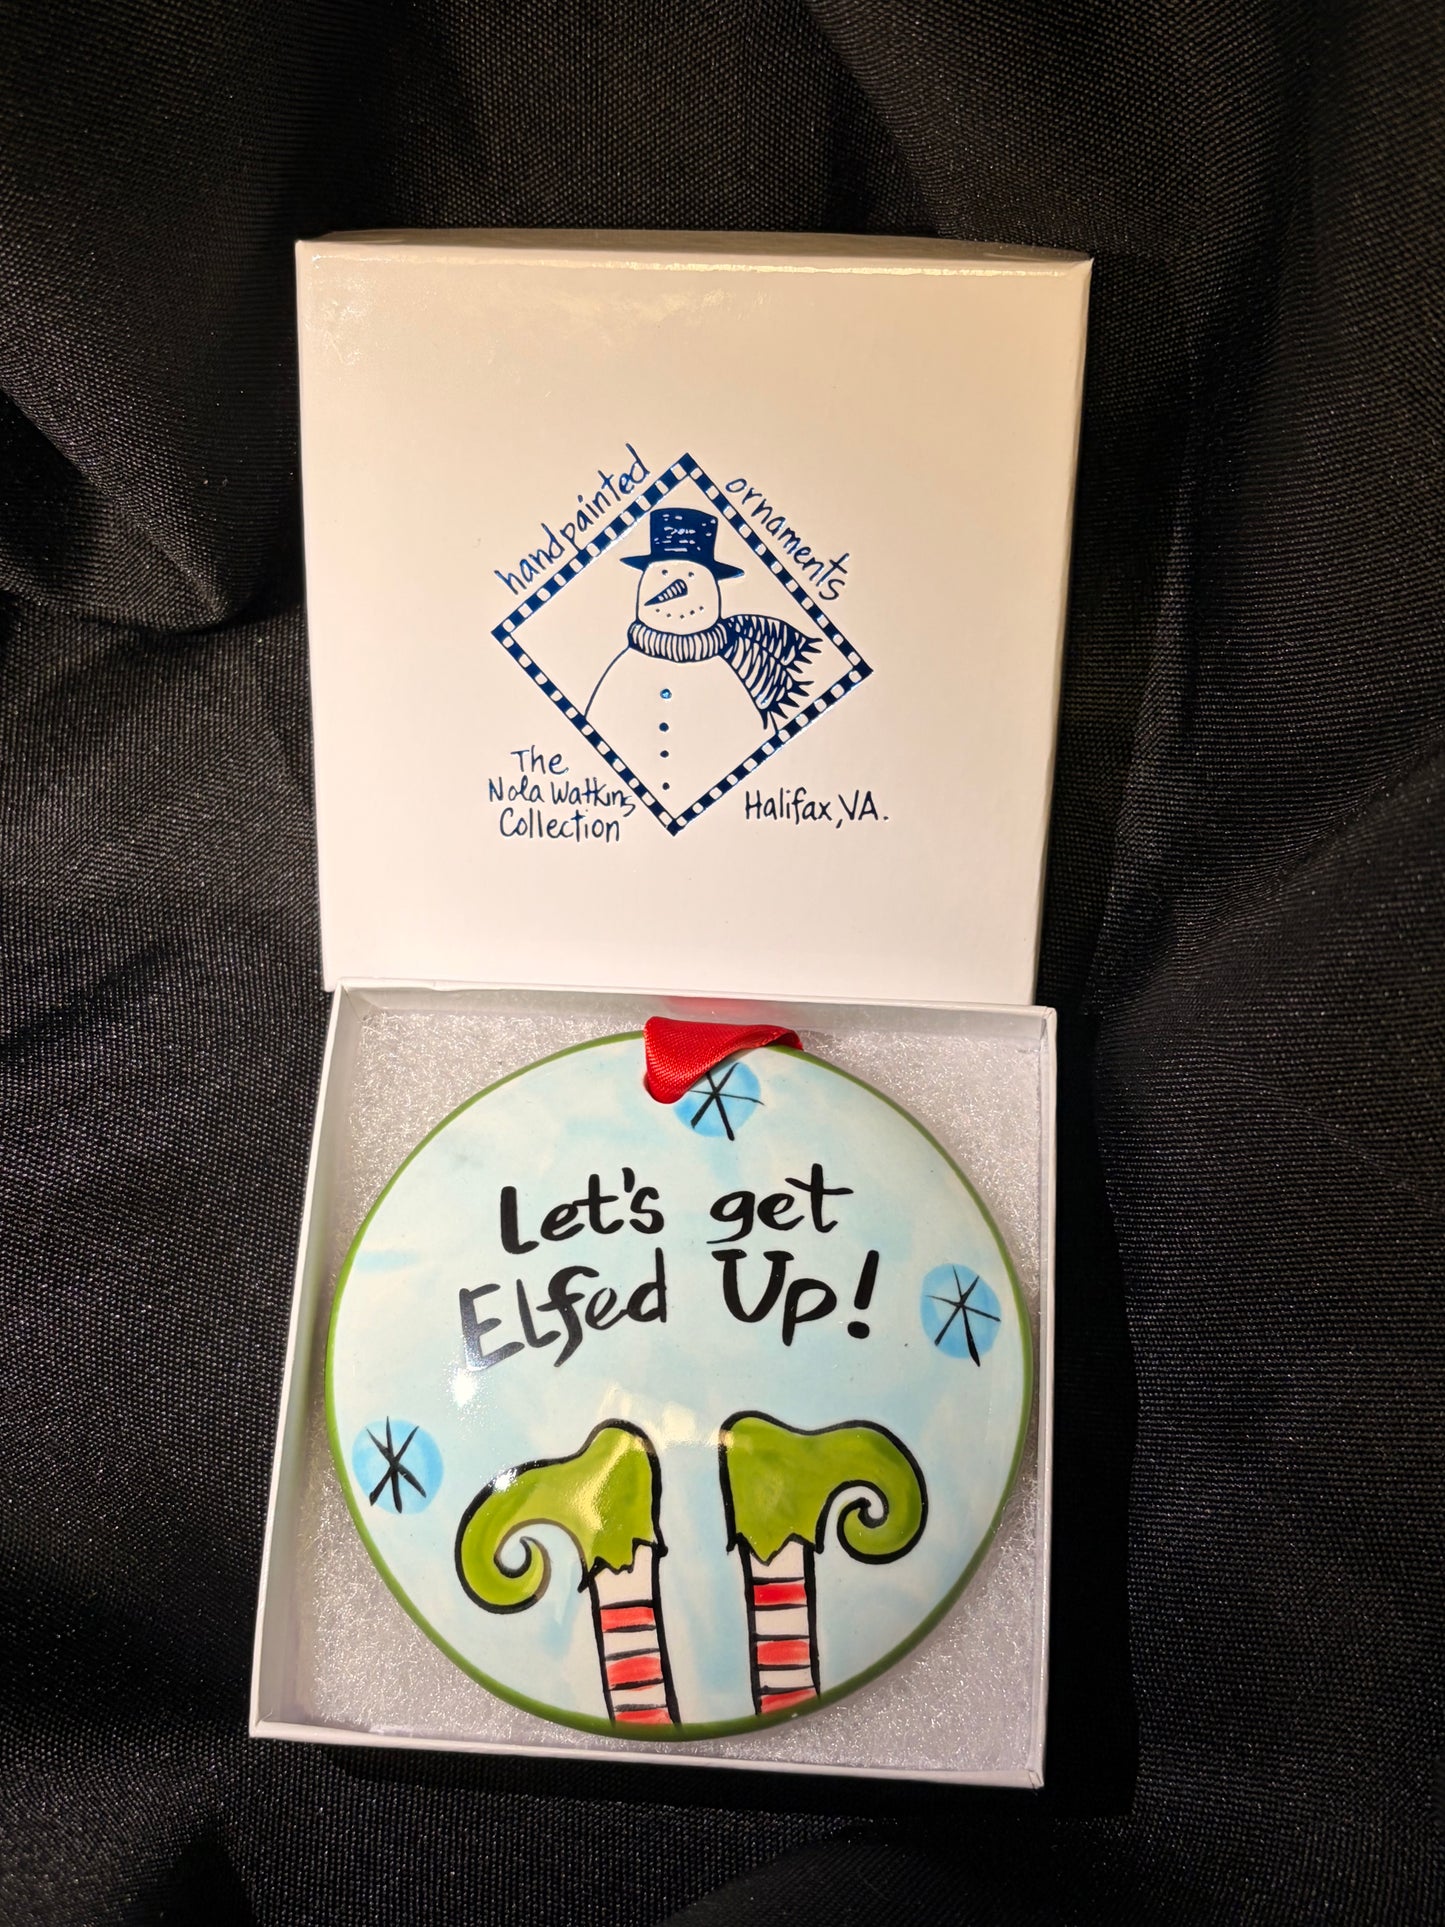 handpainted
ornaments
The
Nola Watkins
Collection
Halifax, VA.
Let's get
Elfed Up!